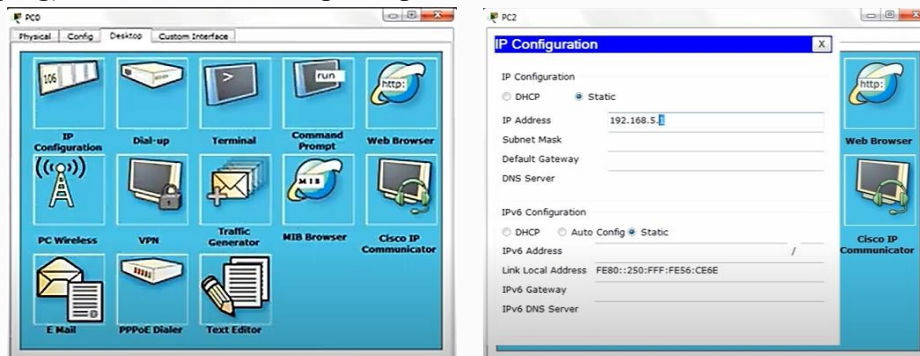 PC0
Physical Config Desktop Custom Interface
106
>
run
http:
IP Configuration
Dial-up
Terminal
Command Prompt
Web Browser
((•))
MIB
PC Wireless
VPN
Traffic Generator
MIB Browser
Cisco IP Communicator
E Mail
PPPoE Dialer
Text Editor
PC2
IP Configuration X
IP Configuration
DHCP Static
IP Address 192.168.5.1
Subnet Mask
Default Gateway
DNS Server
IPv6 Configuration
DHCP Auto Config Static
IPv6 Address /
Link Local Address FE80::250:FFF:FE56:CE6E
IPv6 Gateway
IPv6 DNS Server
http:
Web Browser
Cisco IP
Communicator